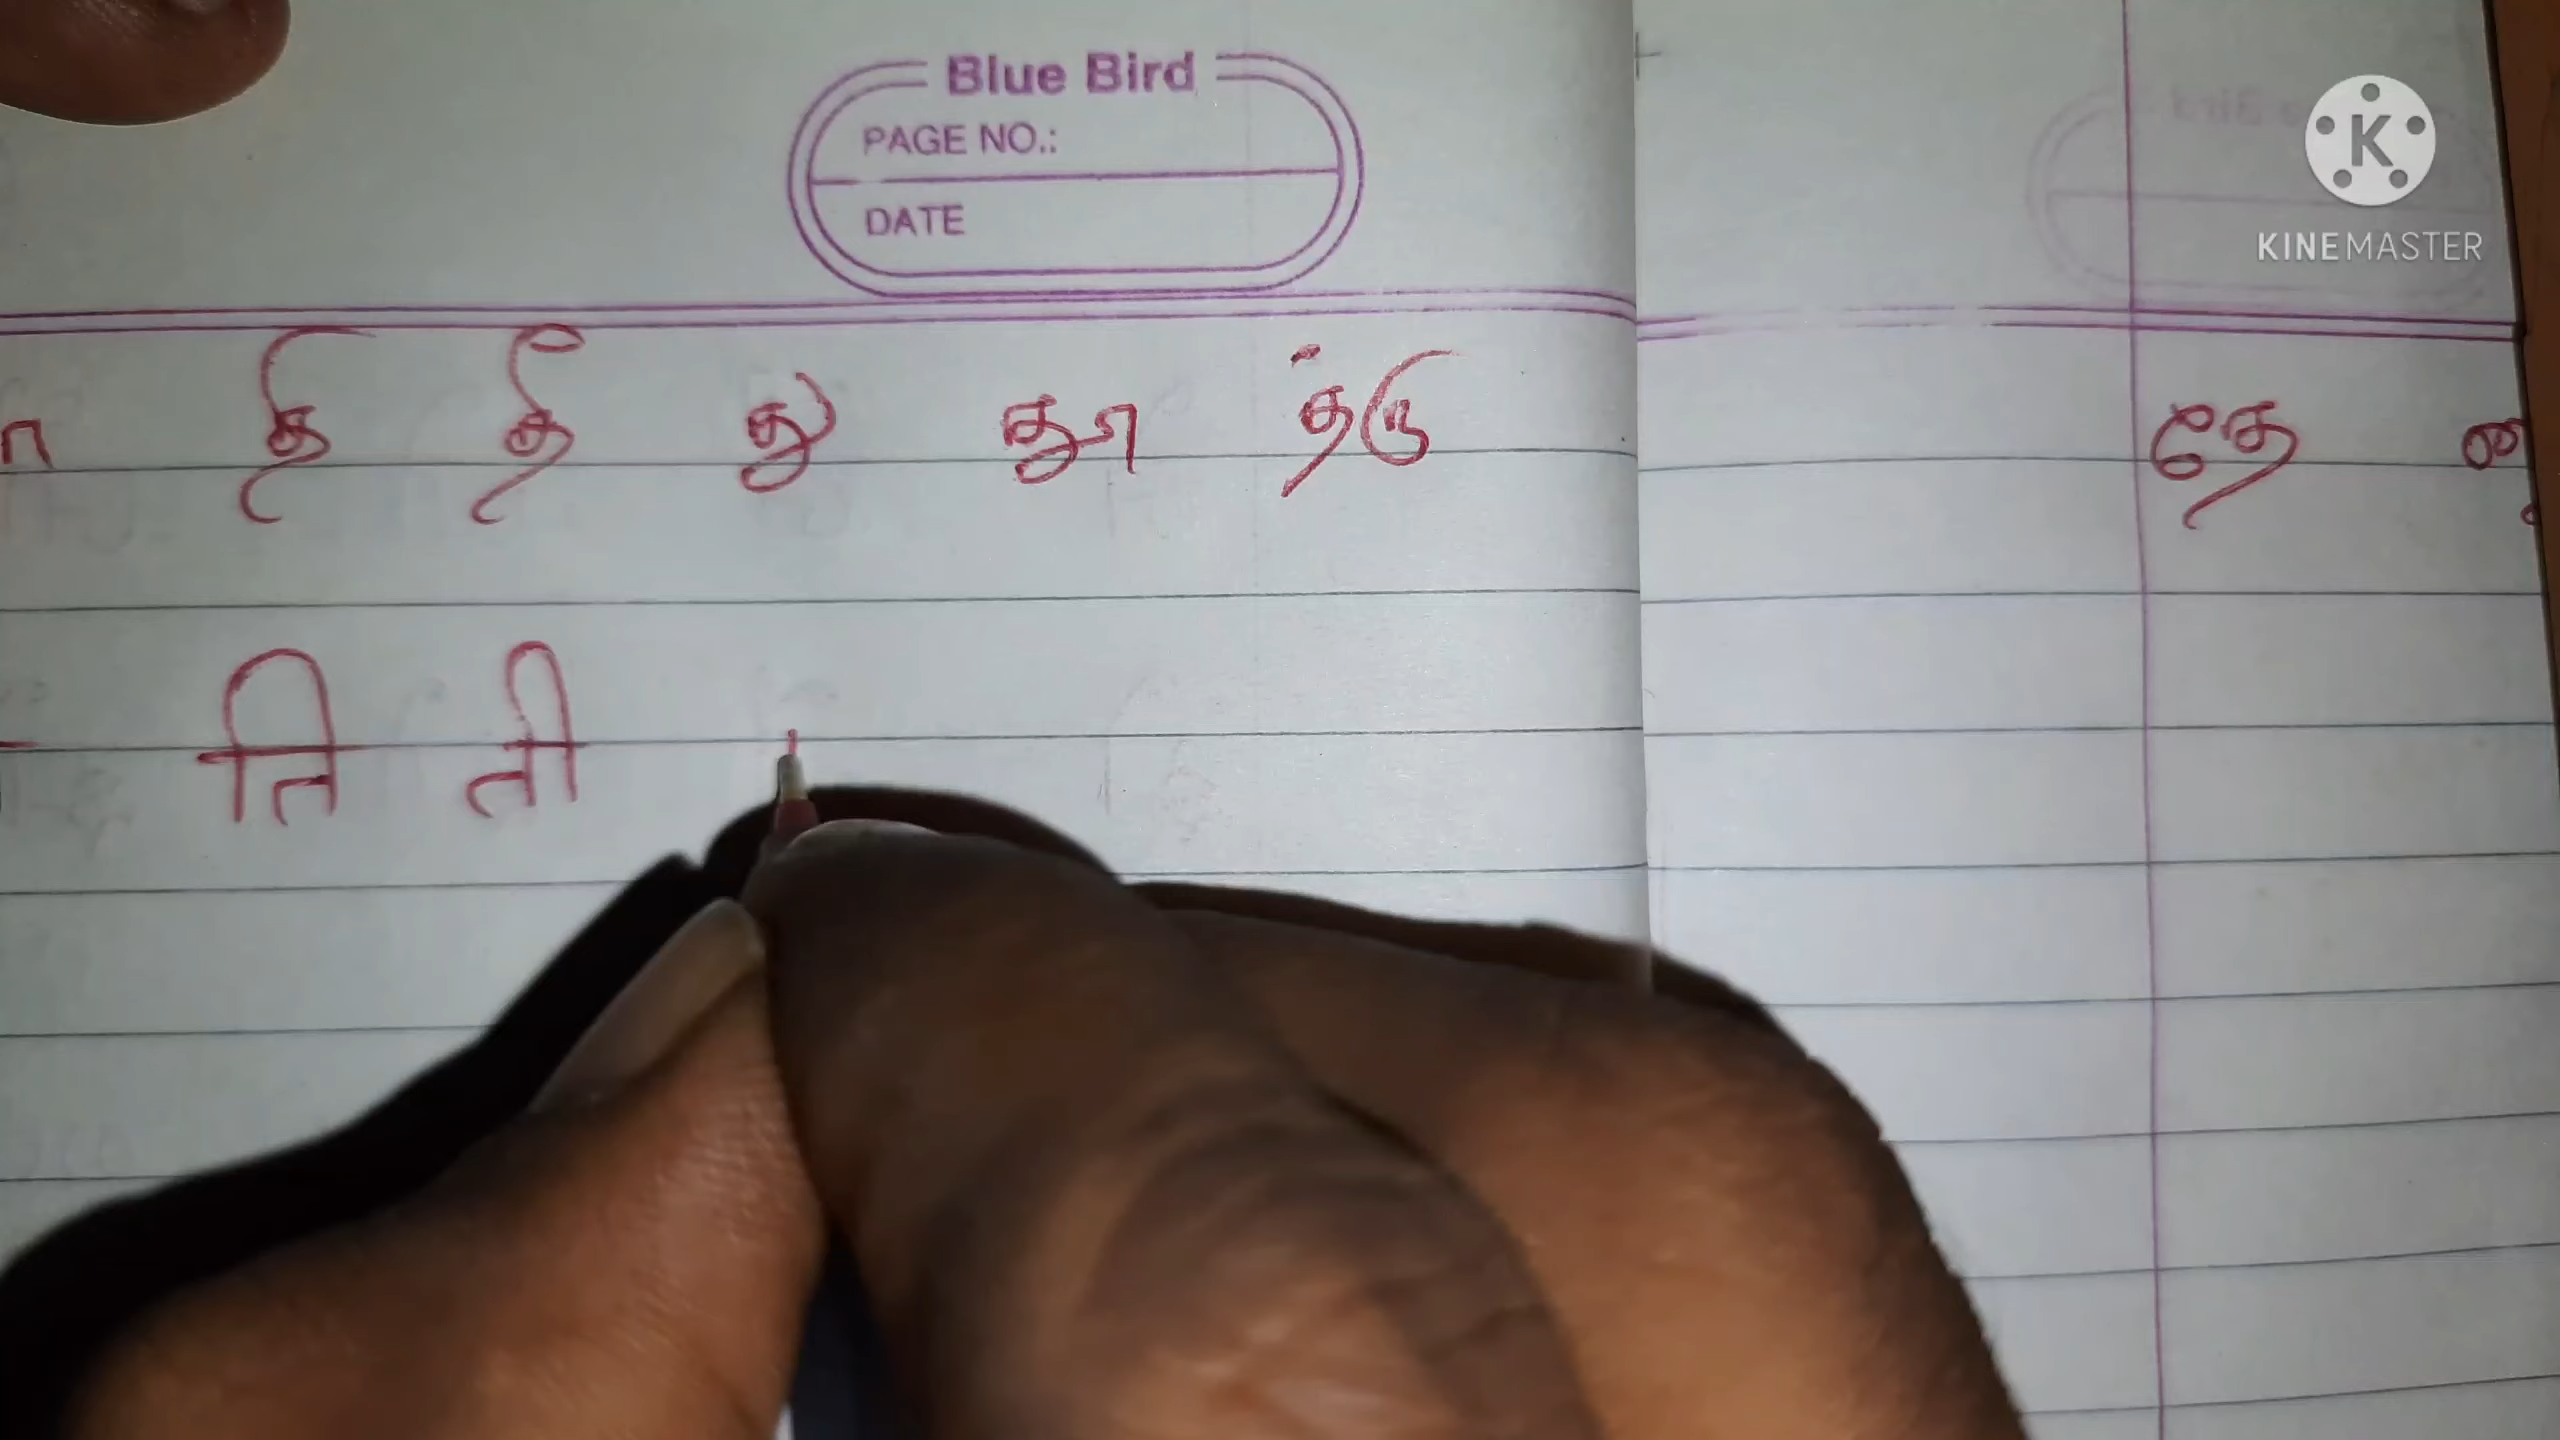 Blue Bird
PAGE NO.:
DATE
KINEMASTER
தி தீ து தூ த்ரு தே
ति ती